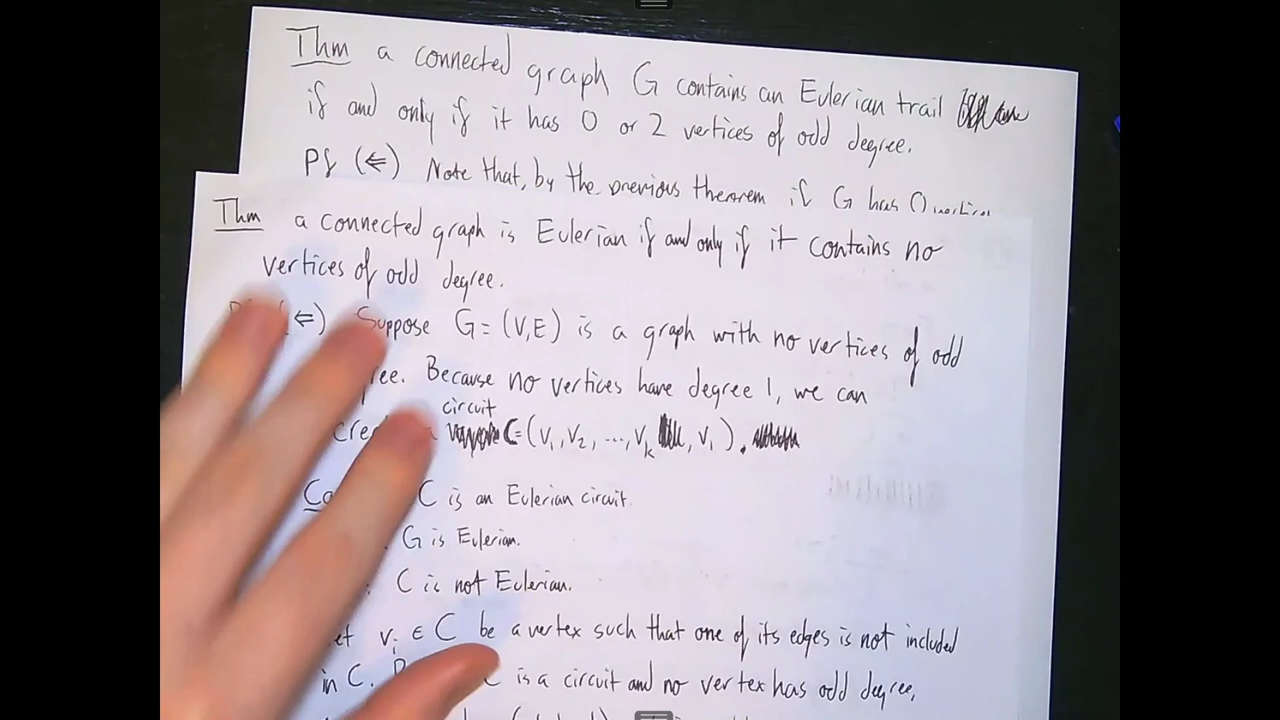 Thm a connected graph G contains an Eulerian trail
if and only if it has 0 or 2 vertices of odd degree.
Pf (⇐) Note that, by the previous theorem if G has 0
Thm a connected graph is Eulerian if and only if it contains no
vertices of odd degree.
(⇐) Suppose G = (V,E) is a graph with no vertices of odd
Because no vertices have degree 1, we can
circuit
C = (v1, v2, ..., vk, v1).
C is an Eulerian circuit.
G is Eulerian.
C is not Eulerian.
vi ∈ C be a vertex such that one of its edges is not included
in C. C is a circuit and no vertex has odd degree,